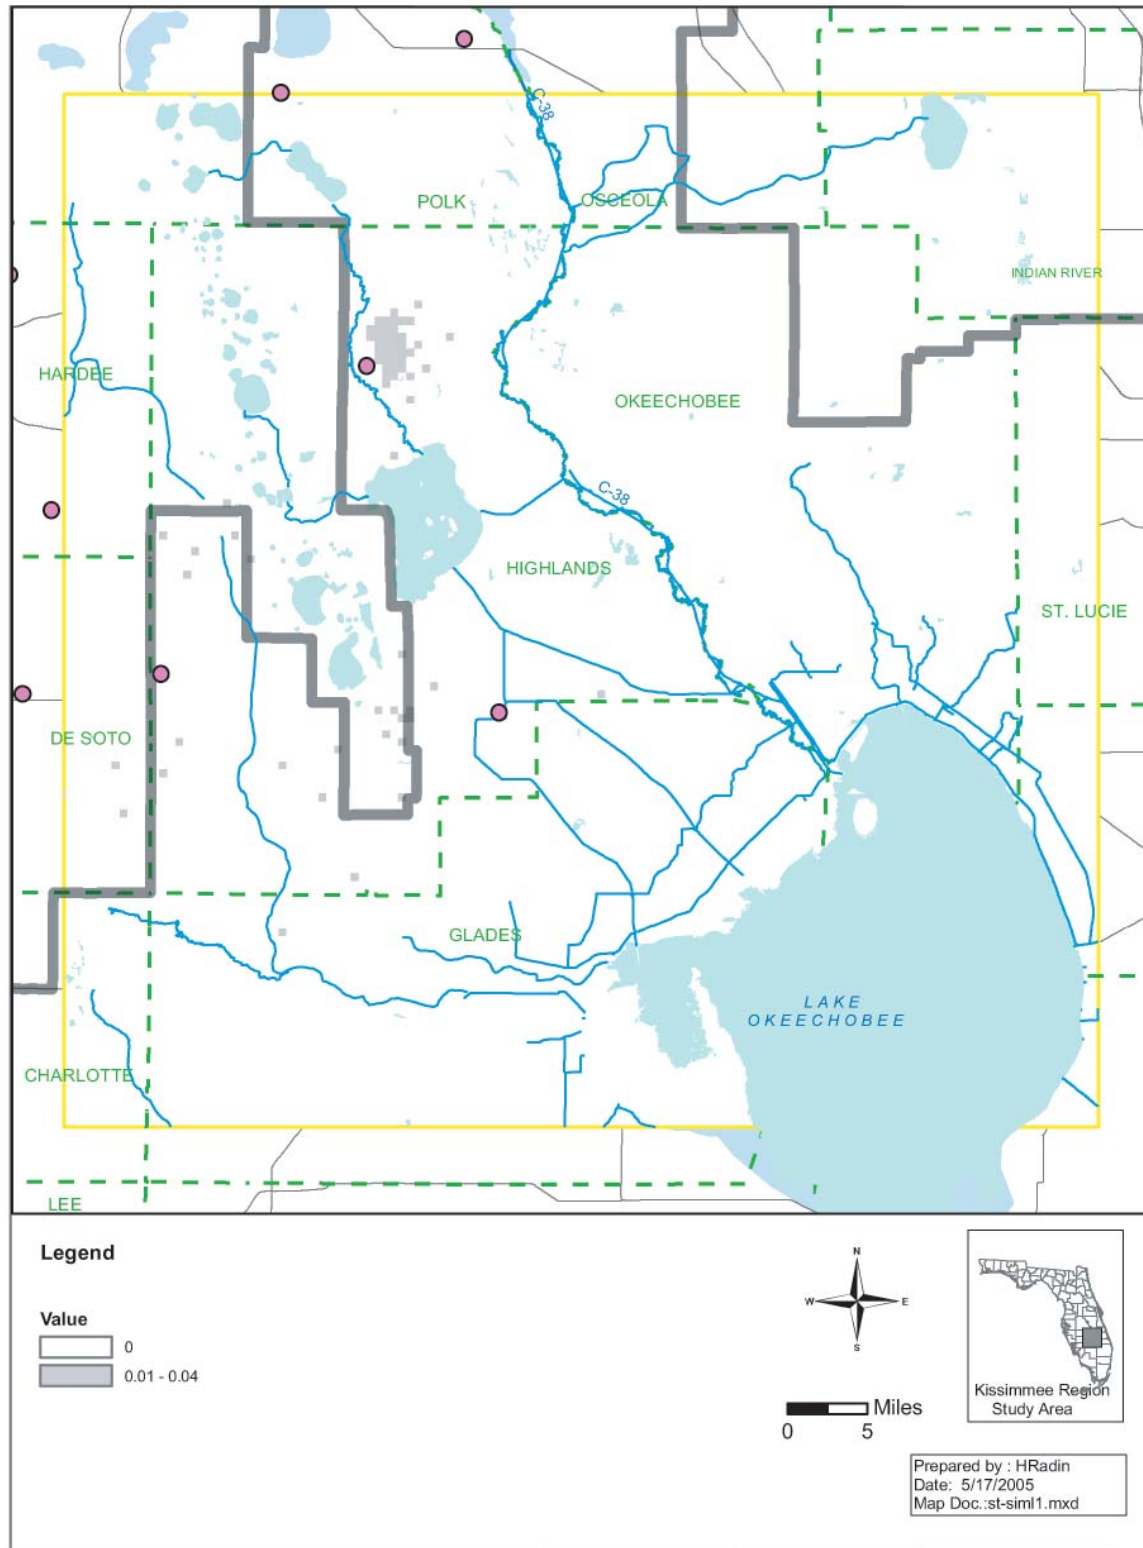 C-38
POLK
OSCEOLA
INDIAN RIVER
HARDEE
OKEECHOBEE
C-38
HIGHLANDS
ST. LUCIE
DE SOTO
GLADES
LAKE
OKEECHOBEE
CHARLOTTE
LEE
Legend
Value
0
0.01 - 0.04
N
W
E
S
Miles
0
5
Kissimmee Region
Study Area
Prepared by : HRadin
Date: 5/17/2005
Map Doc.:st-siml1.mxd